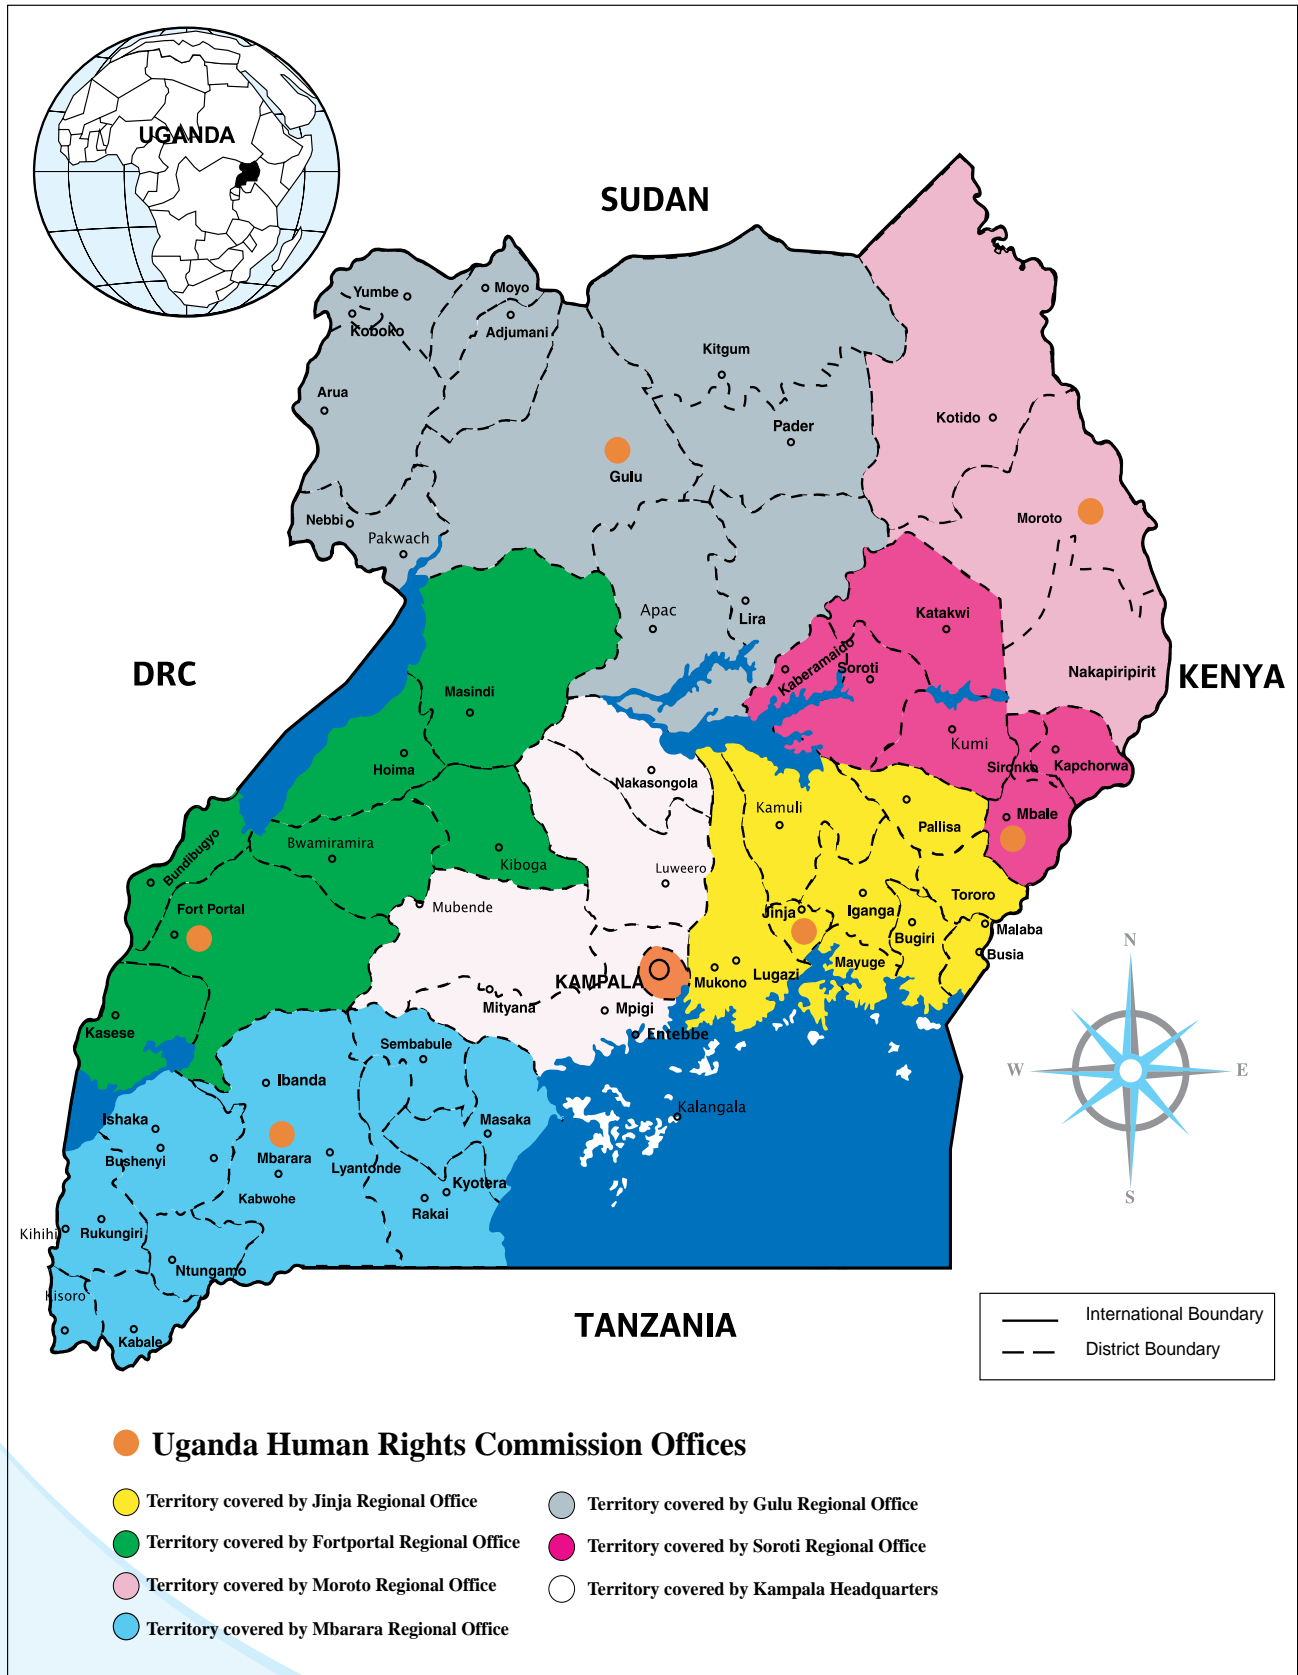 UGANDA
SUDAN
Yumbe
Moyo
Koboko
Adjumani
Kitgum
Arua
Kotido
Pader
Gulu
Nebbi
Moroto
Pakwach
Apac
Lira
Katakwi
Kaberamaido
Soroti
DRC
Nakapiripirit
KENYA
Masindi
Kumi
Hoima
Nakasongola
Sironko
Kapchorwa
Kamuli
Mbale
Pallisa
Bwamiramira
Bundibugyo
Kiboga
Luweero
Tororo
Fort Portal
Mubende
Jinja
Iganga
Bugiri
Malaba
Busia
Mayuge
KAMPALA
Mukono
Lugazi
Mityana
Mpigi
Kasese
Entebbe
Sembabule
Ibanda
Kalangala
Ishaka
Masaka
Bushenyi
Mbarara
Lyantonde
Kabwohe
Kyotera
Rakai
Kihihi
Rukungiri
Ntungamo
Kisoro
Kabale
N
W
E
S
TANZANIA
International Boundary
District Boundary
Uganda Human Rights Commission Offices
Territory covered by Jinja Regional Office
Territory covered by Fortportal Regional Office
Territory covered by Moroto Regional Office
Territory covered by Mbarara Regional Office
Territory covered by Gulu Regional Office
Territory covered by Soroti Regional Office
Territory covered by Kampala Headquarters